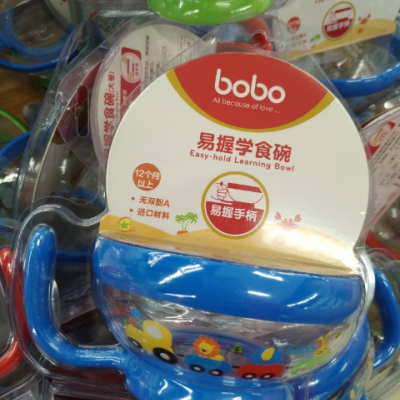 bobo
All because of love ...
易握学食碗
Easy-hold Learning Bowl
12个月
以上
• 无双酚A
• 进口材料
易握手柄